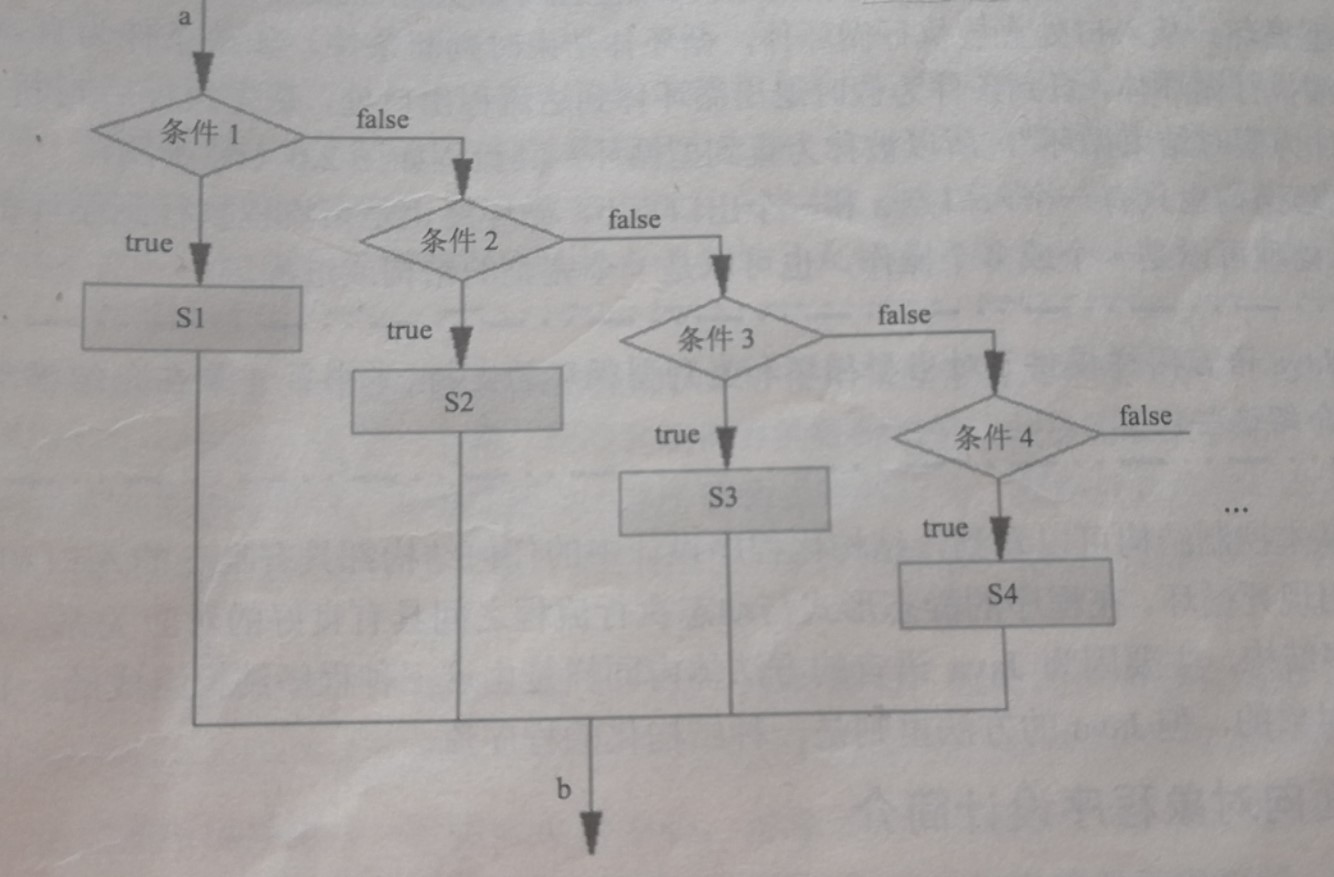 a
条件 1
false
true
S1
条件 2
false
true
S2
条件 3
false
true
S3
条件 4
false
true
S4
...
b